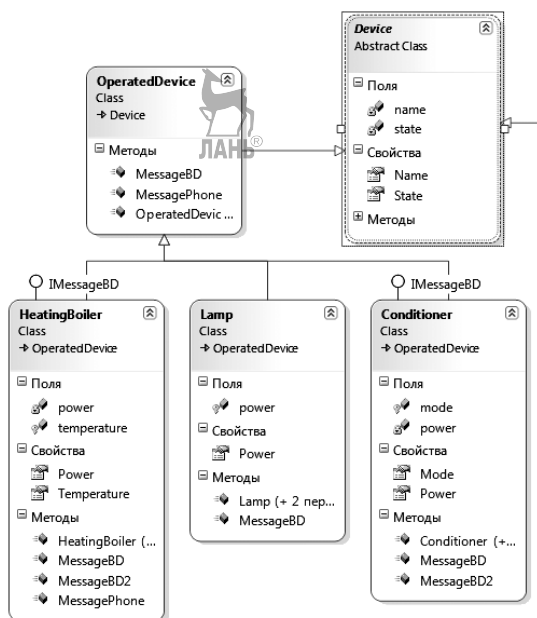 Device
Abstract Class
Поля
name
state
Свойства
Name
State
Методы
OperatedDevice
Class
Device
Методы
MessageBD
MessagePhone
OperatedDevic ...
ЛАНЬ®
IMessageBD
HeatingBoiler
Class
OperatedDevice
Поля
power
temperature
Свойства
Power
Temperature
Методы
HeatingBoiler (...
MessageBD
MessageBD2
MessagePhone
Lamp
Class
OperatedDevice
Поля
power
Свойства
Power
Методы
Lamp (+ 2 пер...
MessageBD
IMessageBD
Conditioner
Class
OperatedDevice
Поля
mode
power
Свойства
Mode
Power
Методы
Conditioner (+...
MessageBD
MessageBD2